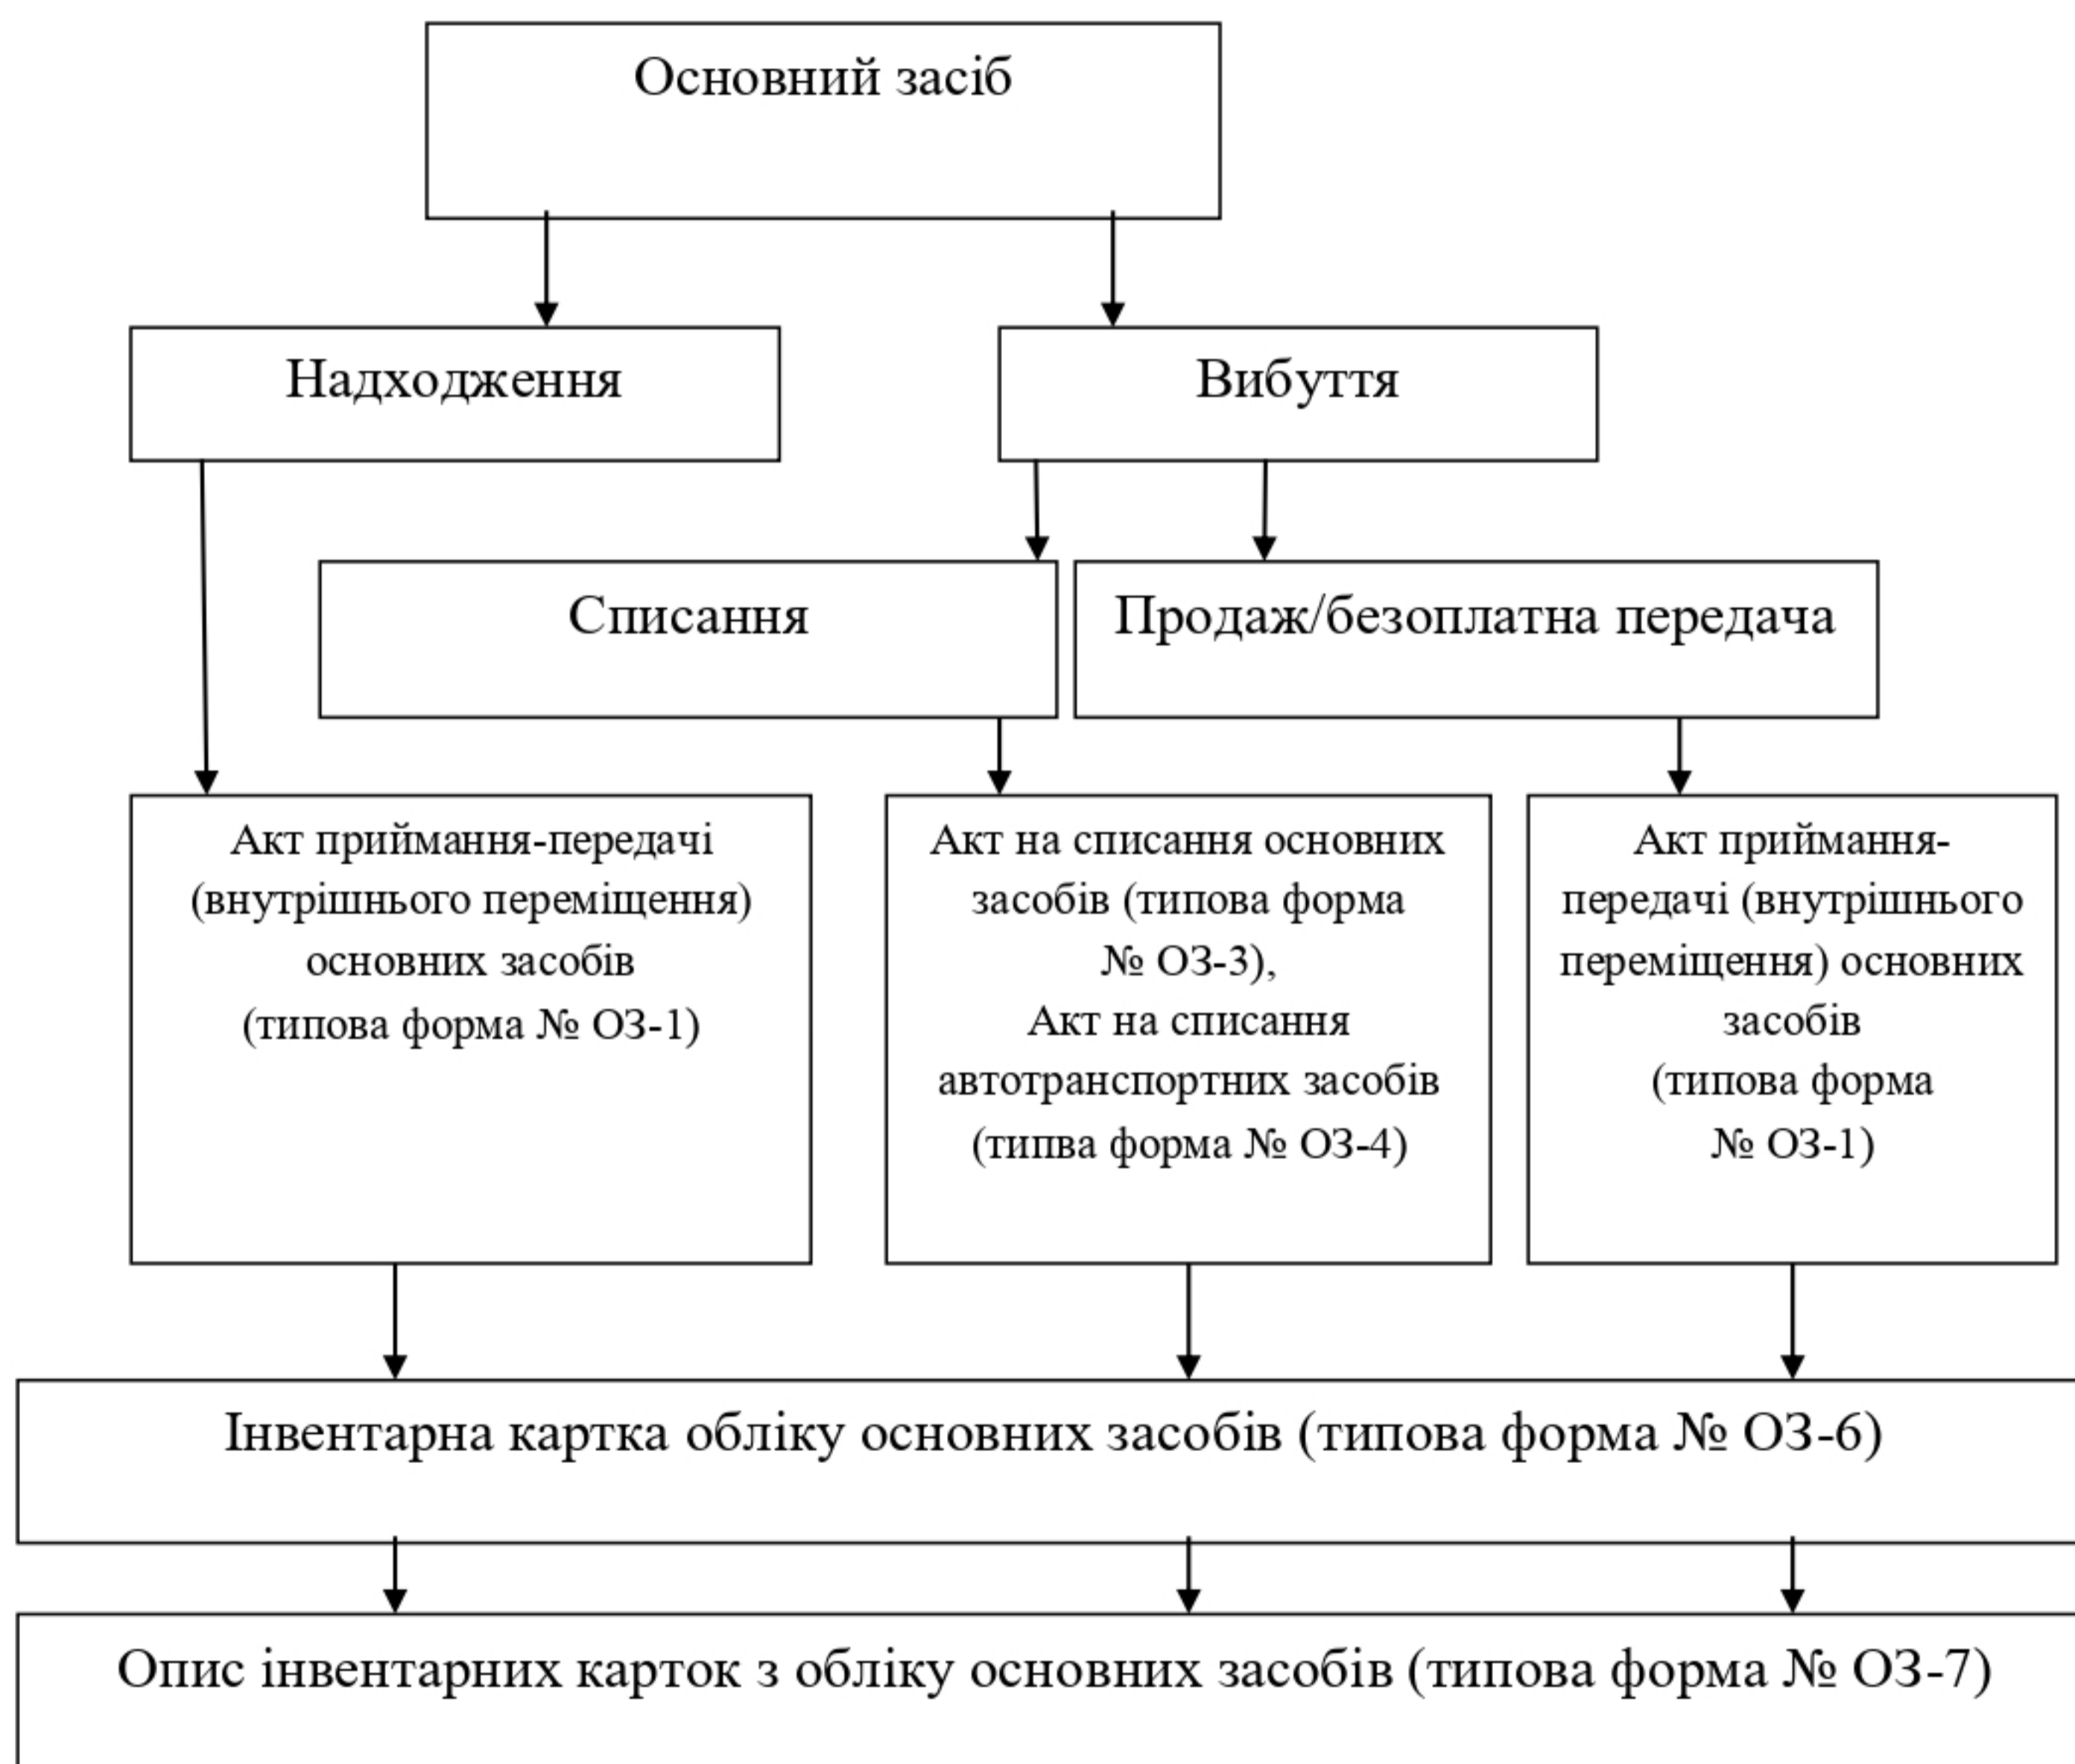 Основний засіб
Надходження
Вибуття
Списання
Продаж/безоплатна передача
Акт приймання-передачі
(внутрішнього переміщення)
основних засобів
(типова форма № ОЗ-1)
Акт на списання основних
засобів (типова форма
№ ОЗ-3),
Акт на списання
автотранспортних засобів
(типва форма № ОЗ-4)
Акт приймання-
передачі (внутрішнього
переміщення) основних
засобів
(типова форма
№ ОЗ-1)
Інвентарна картка обліку основних засобів (типова форма № ОЗ-6)
Опис інвентарних карток з обліку основних засобів (типова форма № ОЗ-7)